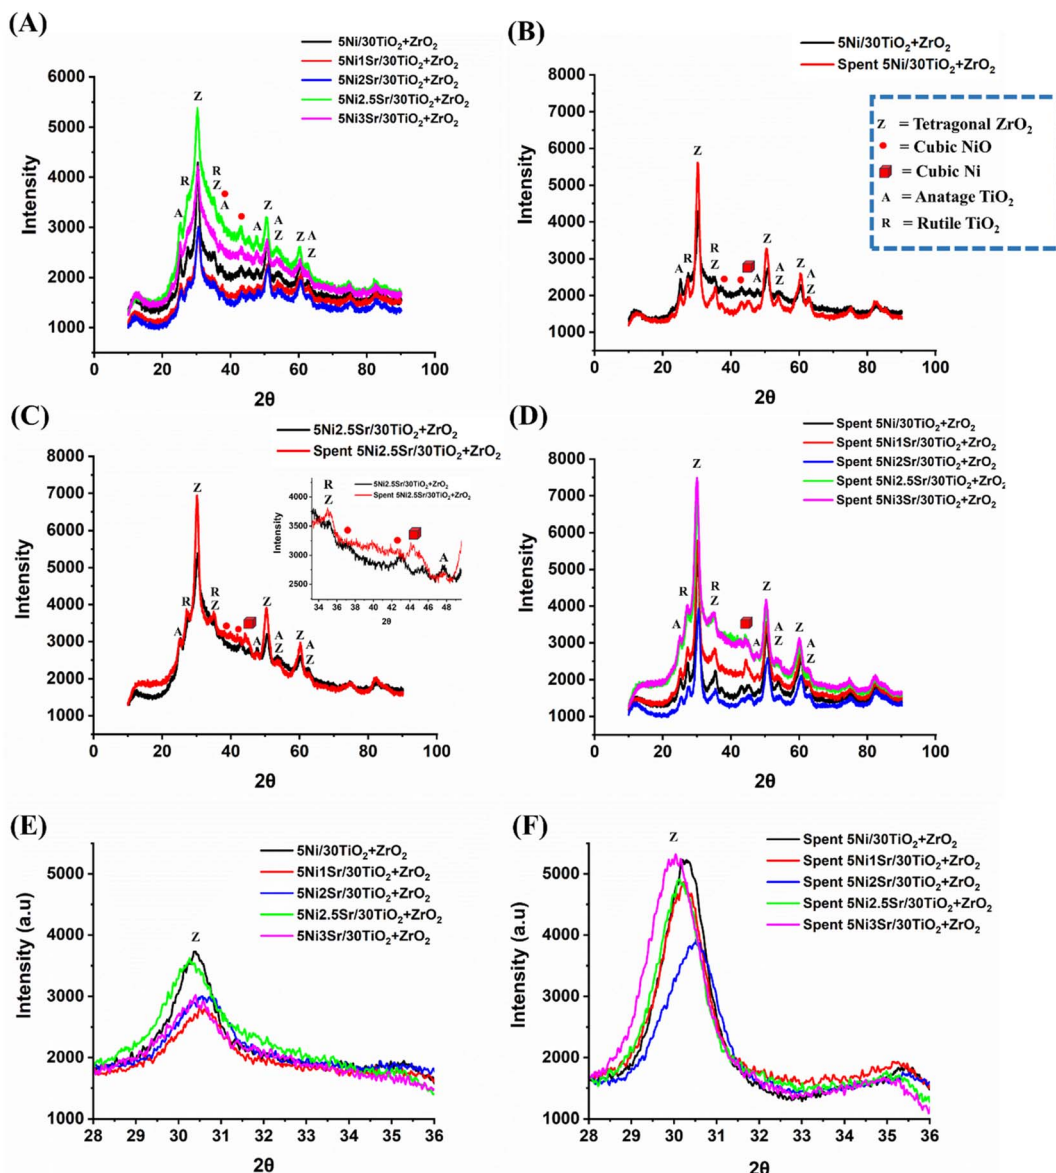 (A)
5Ni/30TiO₂+ZrO₂
5Ni1Sr/30TiO₂+ZrO₂
5Ni2Sr/30TiO₂+ZrO₂
5Ni2.5Sr/30TiO₂+ZrO₂
5Ni3Sr/30TiO₂+ZrO₂
Intensity
6000
5000
4000
3000
2000
1000
Z
R
A
R
Z
A
A
Z
A
Z
Z
A
Z
0 20 40 60 80 100
2θ
(B)
5Ni/30TiO₂+ZrO₂
Spent 5Ni/30TiO₂+ZrO₂
Z = Tetragonal ZrO₂
= Cubic NiO
= Cubic Ni
A = Anatage TiO₂
R = Rutile TiO₂
Intensity
8000
7000
6000
5000
4000
3000
2000
1000
Z
A
R
R
Z
A
Z
A
Z
Z
A
Z
0 20 40 60 80 100
2θ
(C)
5Ni2.5Sr/30TiO₂+ZrO₂
Spent 5Ni2.5Sr/30TiO₂+ZrO₂
Intensity
8000
7000
6000
5000
4000
3000
2000
1000
Z
A
R
R
Z
A
Z
A
Z
Z
A
Z
0 20 40 60 80 100
2θ
5Ni2.5Sr/30TiO₂+ZrO₂
Spent 5Ni2.5Sr/30TiO₂+ZrO₂
R
Z
A
Intensity
4000
3500
3000
2500
34 36 38 40 42 44 46 48
2θ
(D)
Spent 5Ni/30TiO₂+ZrO₂
Spent 5Ni1Sr/30TiO₂+ZrO₂
Spent 5Ni2Sr/30TiO₂+ZrO₂
Spent 5Ni2.5Sr/30TiO₂+ZrO₂
Spent 5Ni3Sr/30TiO₂+ZrO₂
Intensity
8000
7000
6000
5000
4000
3000
2000
1000
Z
A
R
R
Z
A
Z
A
Z
Z
A
Z
0 20 40 60 80 100
2θ
(E)
5Ni/30TiO₂+ZrO₂
5Ni1Sr/30TiO₂+ZrO₂
5Ni2Sr/30TiO₂+ZrO₂
5Ni2.5Sr/30TiO₂+ZrO₂
5Ni3Sr/30TiO₂+ZrO₂
Intensity (a.u)
5000
4000
3000
2000
1000
Z
28 29 30 31 32 33 34 35 36
2θ
(F)
Spent 5Ni/30TiO₂+ZrO₂
Spent 5Ni1Sr/30TiO₂+ZrO₂
Spent 5Ni2Sr/30TiO₂+ZrO₂
Spent 5Ni2.5Sr/30TiO₂+ZrO₂
Spent 5Ni3Sr/30TiO₂+ZrO₂
Intensity (a.u)
5000
4000
3000
2000
1000
Z
28 29 30 31 32 33 34 35 36
2θ